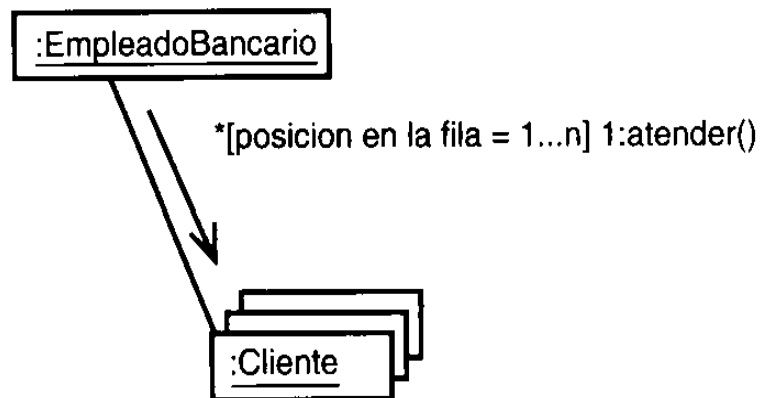 :EmpleadoBancario
*[posicion en la fila = 1...n] 1:atender()
:Cliente